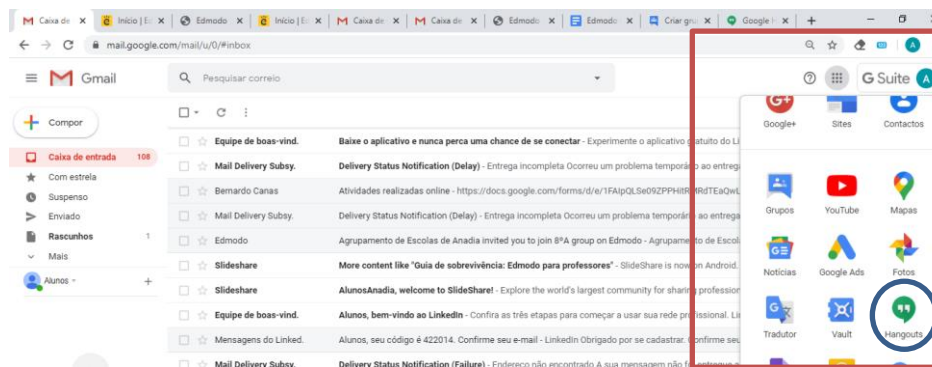 Caixa de
Início | Ed
Edmodo
Início | Ed
Caixa de
Caixa de
Edmodo
Edmodo
Criar gru
Google H
mail.google.com/mail/u/0/#inbox
Gmail
Pesquisar correio
G Suite
A
Compor
Caixa de entrada 108
Com estrela
Suspenso
Enviado
Rascunhos 1
Mais
Alunos
Equipe de boas-vind. Baixe o aplicativo e nunca perca uma chance de se conectar - Experimente o aplicativo gratuito do Li
Mail Delivery Subsy. Delivery Status Notification (Delay) - Entrega incompleta Ocorreu um problema temporário ao entrega
Bernardo Canas Atividades realizadas online - https://docs.google.com/forms/d/e/
Mail Delivery Subsy. Delivery Status Notification (Delay) - Entrega incompleta Ocorreu um problema temporário ao entrega
Edmodo Agrupamento de Escolas de Anadia invited you to join 8ºA group on Edmodo - Agrupamento de Escol
Slideshare More content like "Guia de sobrevivência: Edmodo para professores" - SlideShare is now on Android.
Slideshare AlunosAnadia, welcome to SlideShare! - Explore the world's largest community for sharing profession
Equipe de boas-vind. Alunos, bem-vindo ao LinkedIn - Confira as três etapas para começar a usar sua rede profissional. Li
Mensagens do Linked. Alunos, seu código é 422014. Confirme seu e-mail - LinkedIn Obrigado por se cadastrar. Confirme seu
Mail Delivery Subsy. Delivery Status Notification (Failure) - Endereço não encontrado A sua mensagem não foi entregue
Google+ Sites Contactos
Grupos YouTube Mapas
Notícias Google Ads Fotos
Tradutor Vault Hangouts